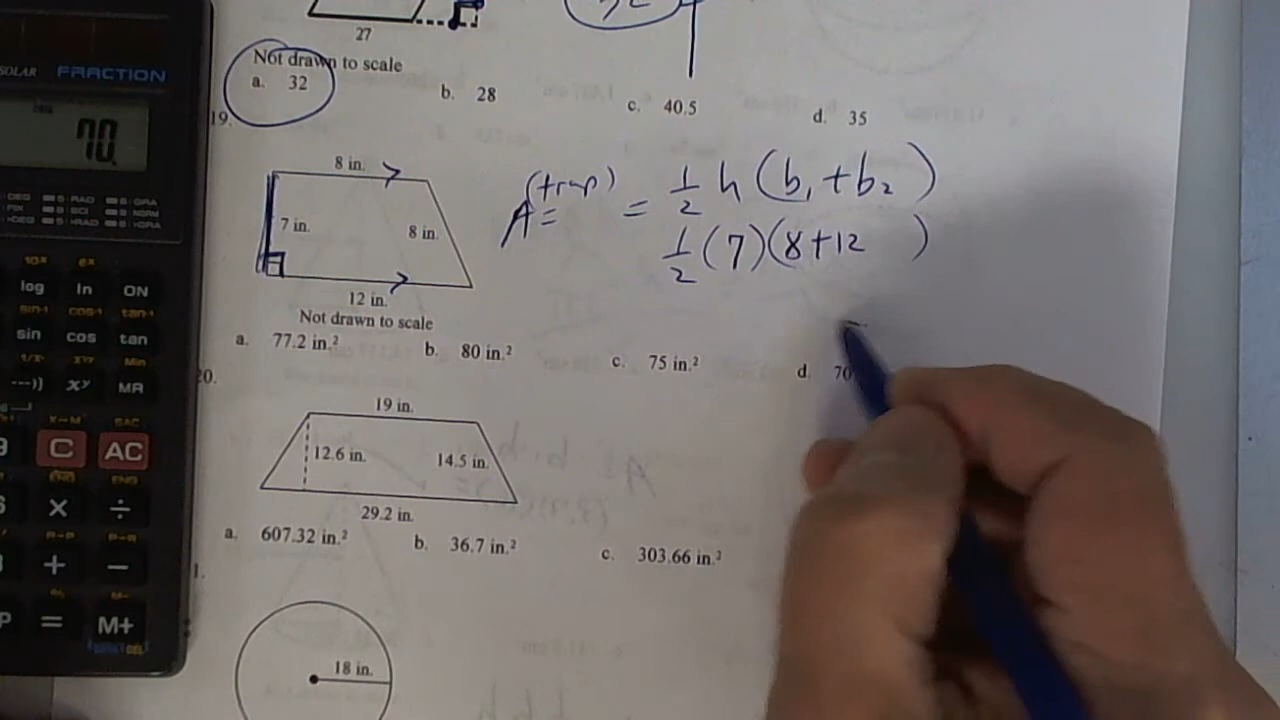 27
Not drawn to scale
a. 32 b. 28 c. 40.5 d. 35
19.
8 in.
7 in. 8 in.
12 in.
Not drawn to scale
A= (trap) = 1/2 h (b₁+b₂)
1/2 (7)(8+12 )
a. 77.2 in.² b. 80 in.² c. 75 in.² d. 70
20.
19 in.
12.6 in. 14.5 in.
29.2 in.
a. 607.32 in.² b. 36.7 in.² c. 303.66 in.²
1.
18 in.
SOLAR FRACTION
70.
log ln ON
sin cos tan
xʸ MR
C AC
× ÷
+ −
= M+